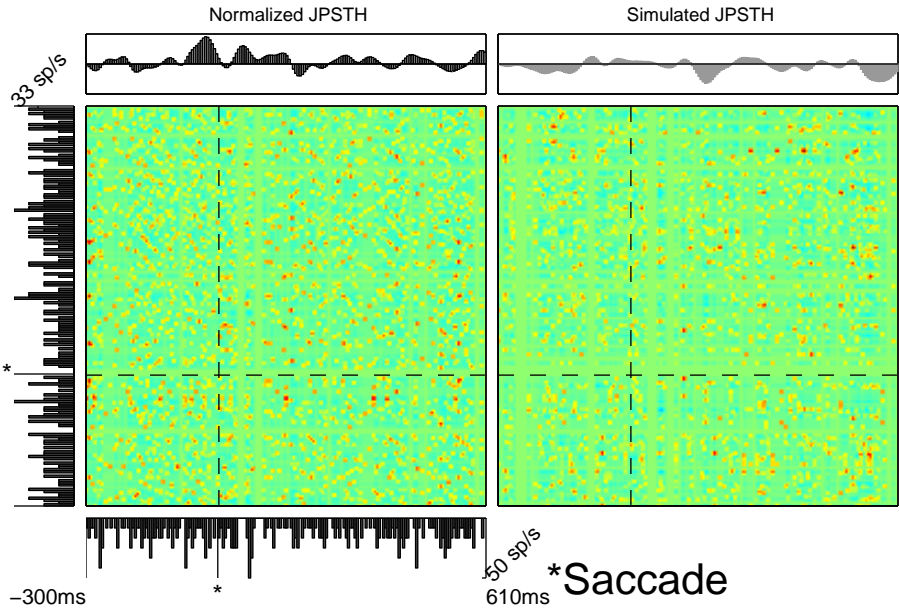 Normalized JPSTH
Simulated JPSTH
33 sp/s
*
50 sp/s
*Saccade
−300ms
*
610ms